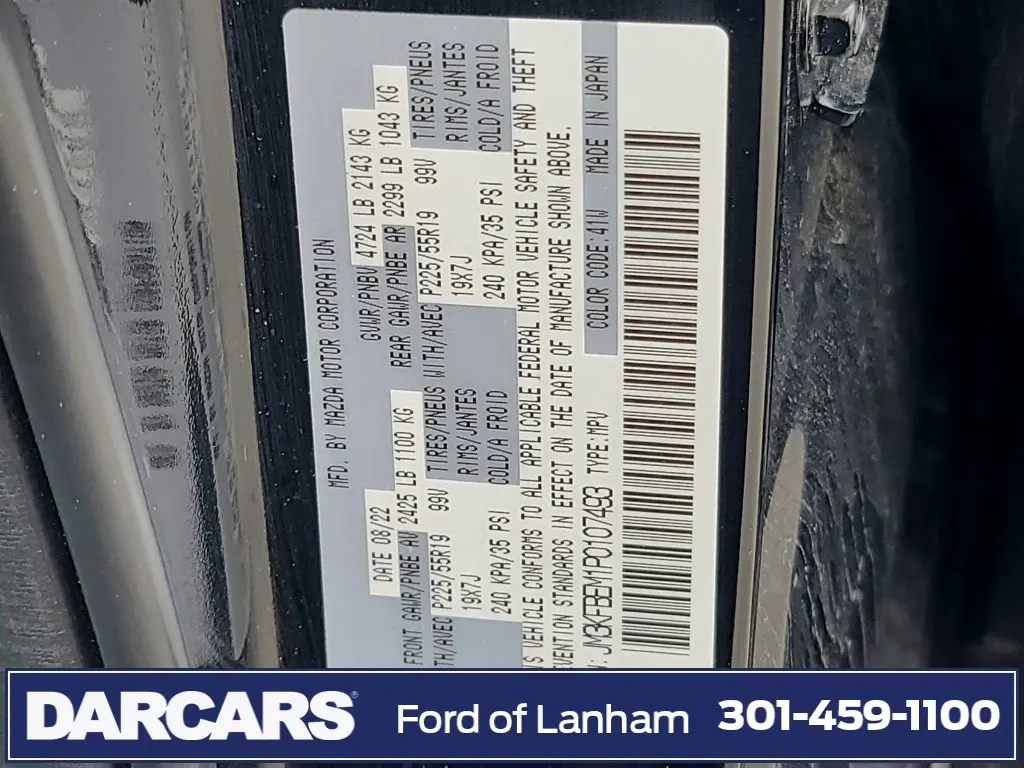 MFD. BY MAZDA MOTOR CORPORATION
DATE 08/22 GVWR/PNBV 4724 LB 2143 KG
FRONT GAWR/PNBE AV 2425 LB 1100 KG REAR GAWR/PNBE AR 2299 LB 1043 KG
TH/AVEC P225/55R19 99V TIRES/PNEUS WITH/AVEC P225/55R19 99V TIRES/PNEUS
19X7J RIMS/JANTES 19X7J RIMS/JANTES
240 KPA/35 PSI COLD/A FROID 240 KPA/35 PSI COLD/A FROID
VEHICLE CONFORMS TO ALL APPLICABLE FEDERAL MOTOR VEHICLE SAFETY AND THEFT
STANDARDS IN EFFECT ON THE DATE OF MANUFACTURE SHOWN ABOVE.
JM3KFBEM1P0107493 TYPE:MPV COLOR CODE:41W MADE IN JAPAN
DARCARS Ford of Lanham 301-459-1100